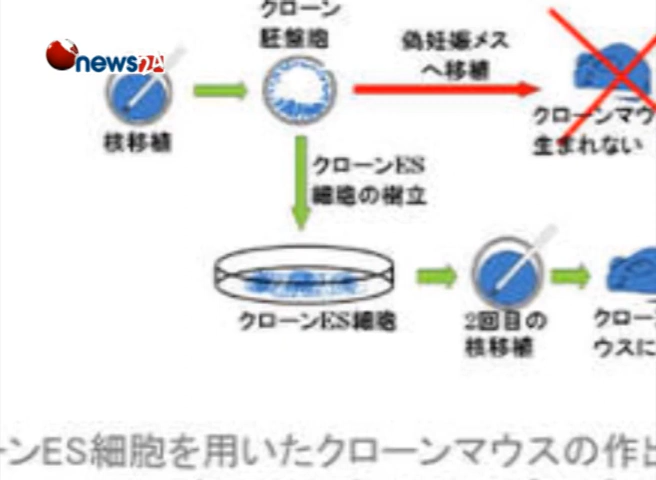 クローン
胚盤胞
偽妊娠メス
へ移植
news
核移植
クローンマウ
生まれない
クローンES
細胞の樹立
クローンES細胞
2回目の
核移植
クロー
ウスに
ーンES細胞を用いたクローンマウスの作出